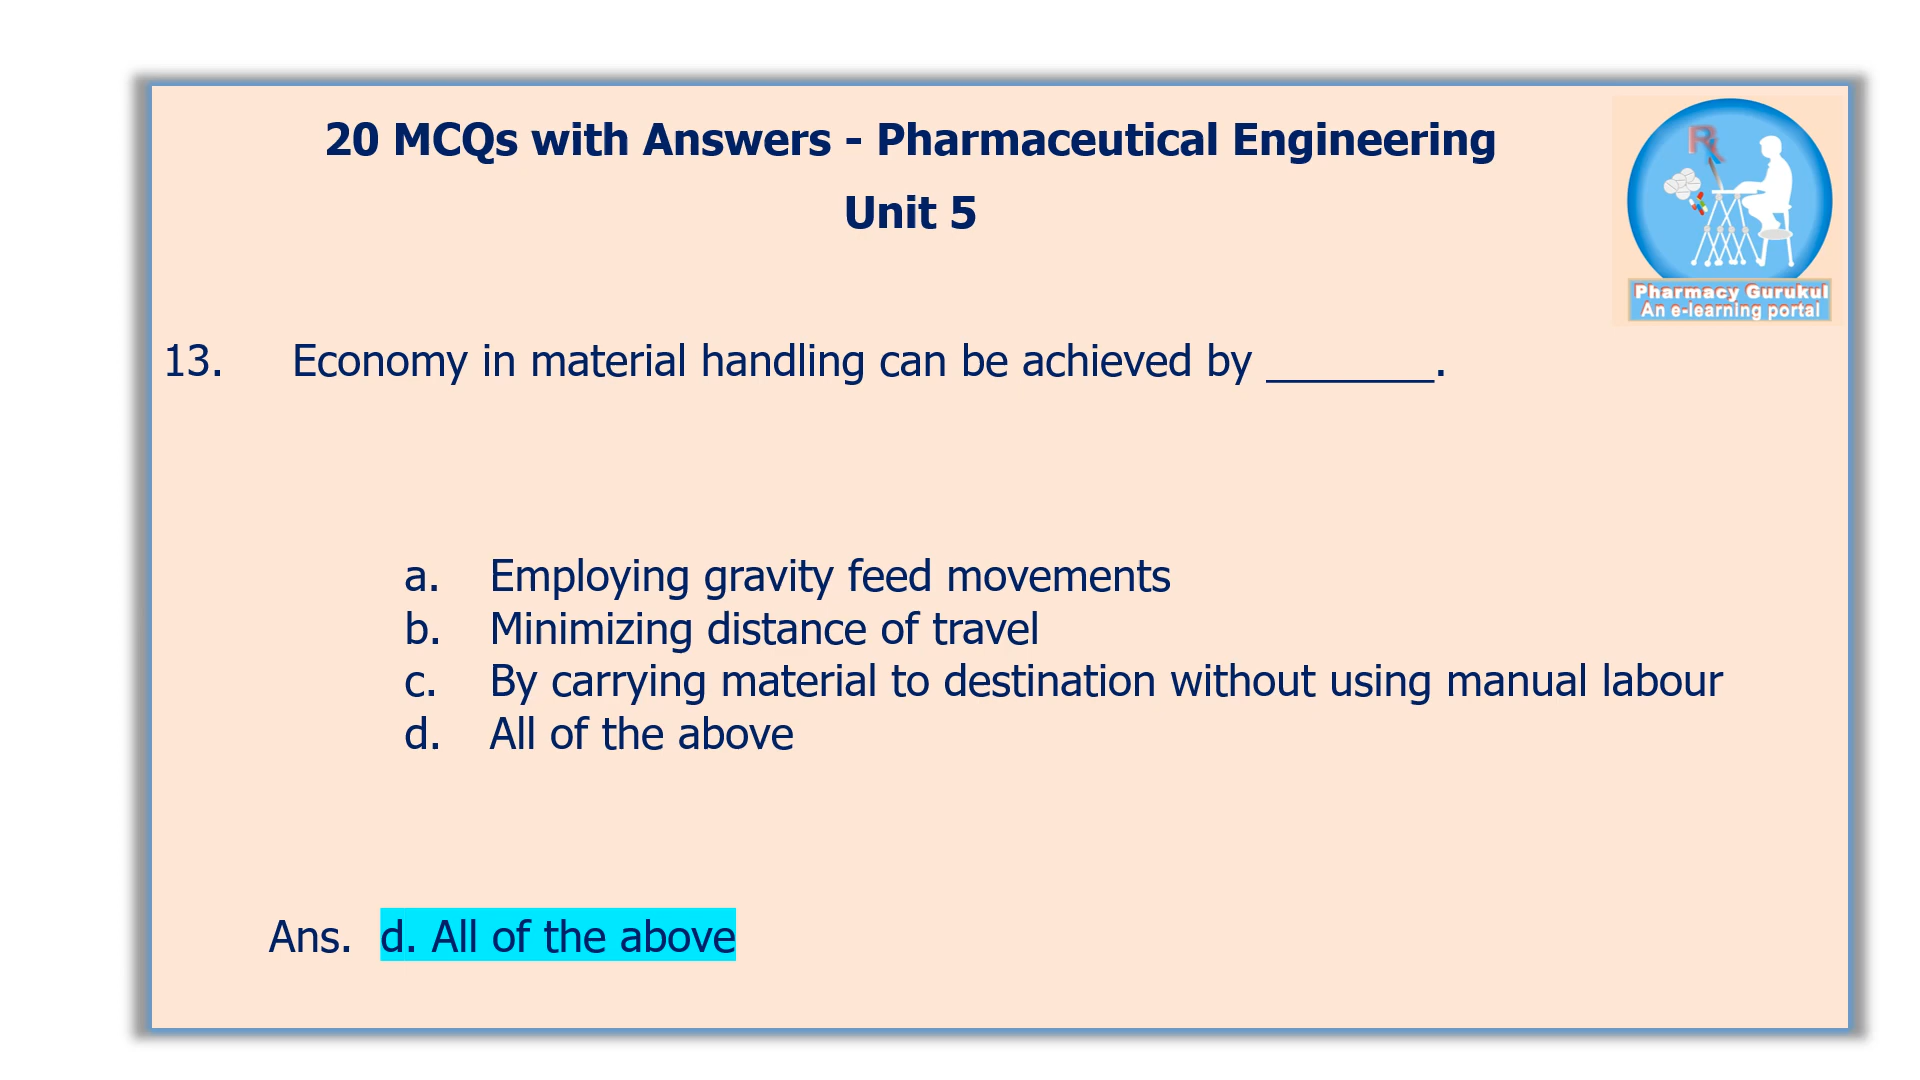 20 MCQs with Answers - Pharmaceutical Engineering
Unit 5
Rx
Pharmacy Gurukul
An e-learning portal
13. Economy in material handling can be achieved by _______.
a. Employing gravity feed movements
b. Minimizing distance of travel
c. By carrying material to destination without using manual labour
d. All of the above
Ans. d. All of the above